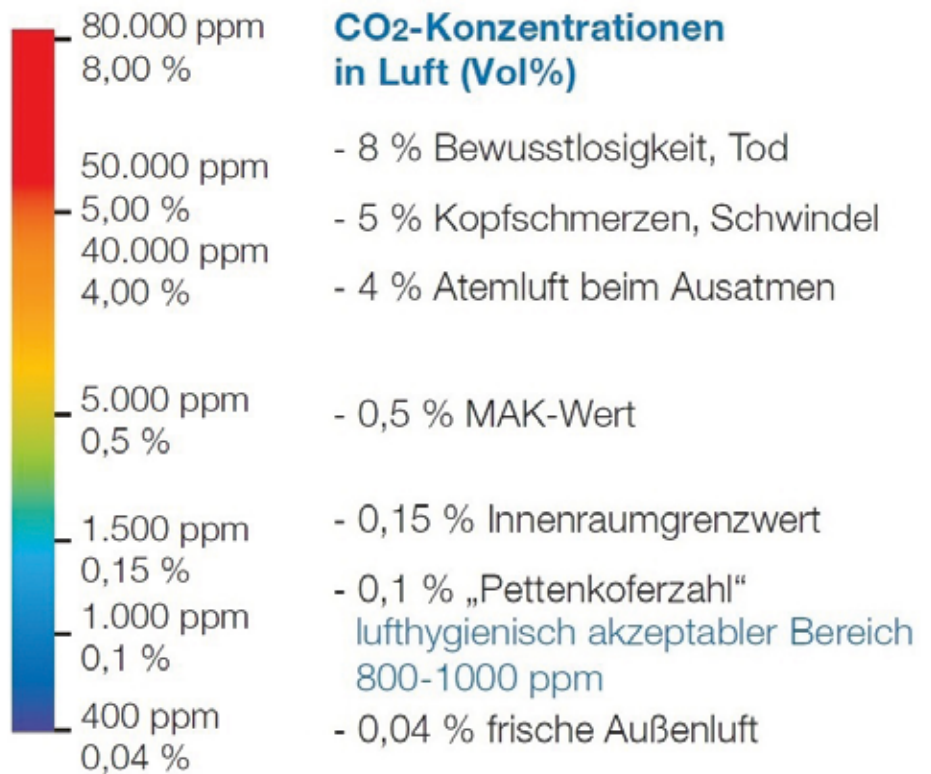 80.000 ppm
8,00 %
50.000 ppm
5,00 %
40.000 ppm
4,00 %
5.000 ppm
0,5 %
1.500 ppm
0,15 %
1.000 ppm
0,1 %
400 ppm
0,04 %
CO2-Konzentrationen
in Luft (Vol%)
- 8 % Bewusstlosigkeit, Tod
- 5 % Kopfschmerzen, Schwindel
- 4 % Atemluft beim Ausatmen
- 0,5 % MAK-Wert
- 0,15 % Innenraumgrenzwert
- 0,1 % „Pettenkoferzahl“
lufthygienisch akzeptabler Bereich
800-1000 ppm
- 0,04 % frische Außenluft